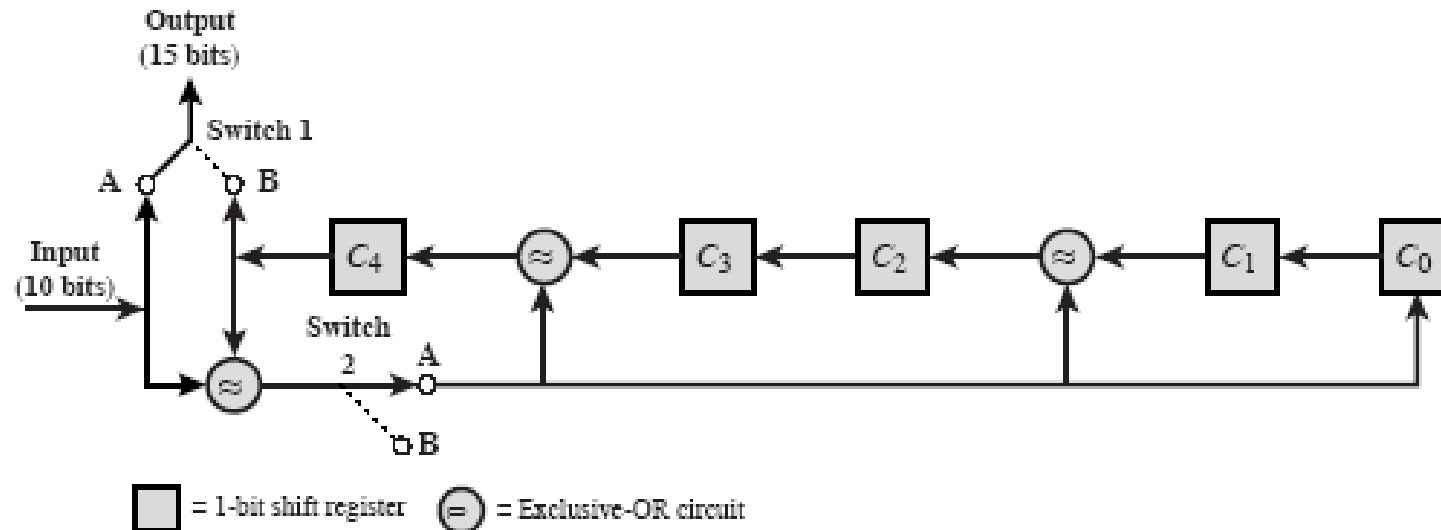 Output
(15 bits)
Switch 1
A
B
Input
(10 bits)
C4
≈
C3
C2
≈
C1
C0
Switch
2
A
≈
B
= 1-bit shift register
= = Exclusive-OR circuit